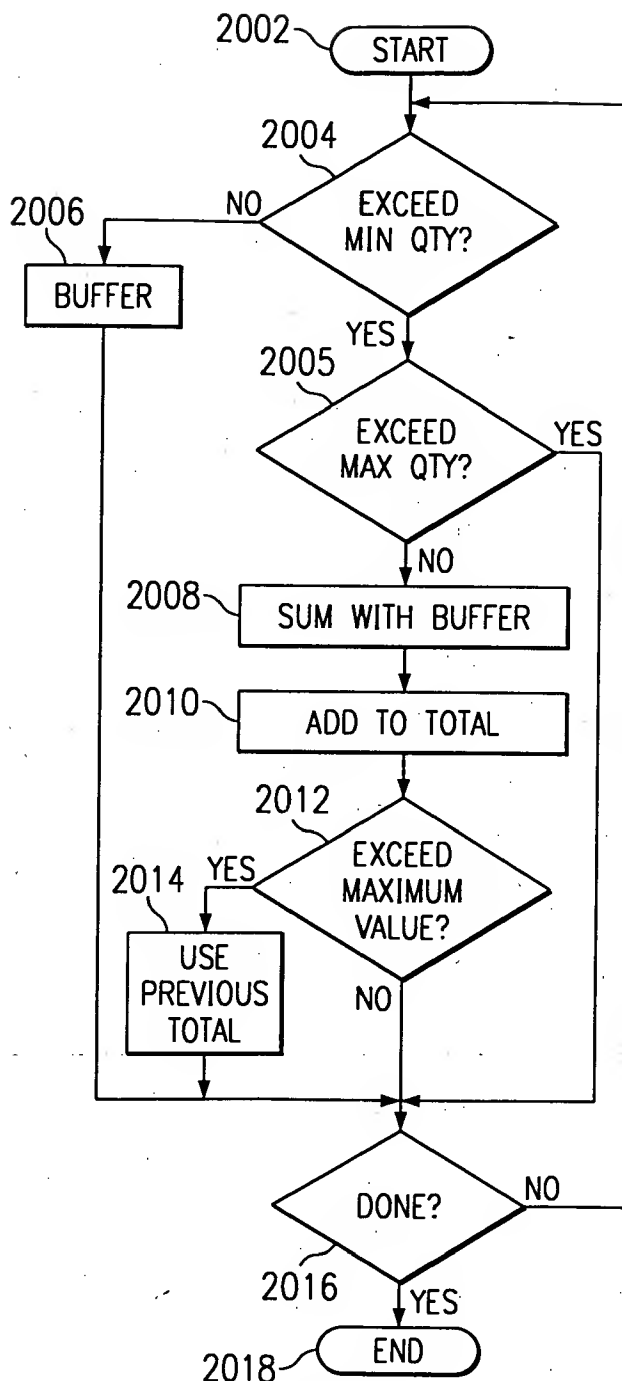 2002
START
2004
NO
EXCEED
MIN QTY?
2006
BUFFER
YES
2005
EXCEED
MAX QTY?
YES
NO
2008
SUM WITH BUFFER
2010
ADD TO TOTAL
2012
YES
EXCEED
MAXIMUM
VALUE?
2014
USE
PREVIOUS
TOTAL
NO
DONE?
NO
2016
YES
END
2018